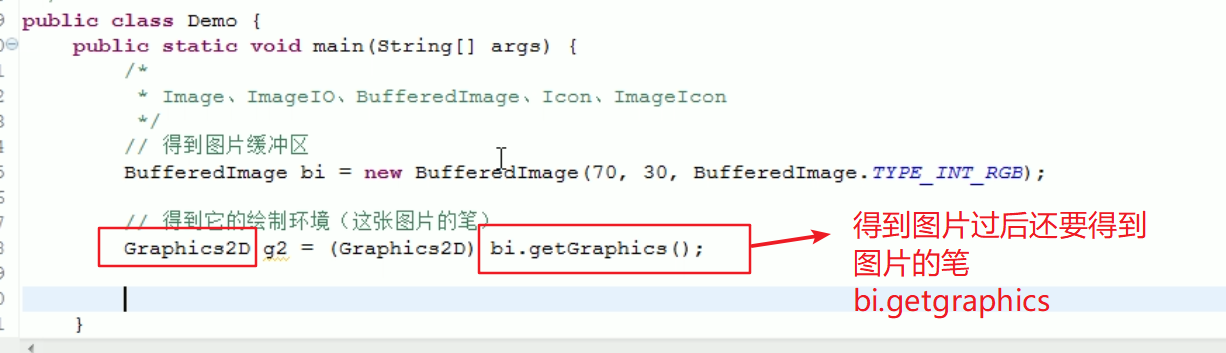 public class Demo {
public static void main(String[] args) {
/*
* Image、ImageIO、BufferedImage、Icon、ImageIcon
*/
// 得到图片缓冲区
BufferedImage bi = new BufferedImage(70, 30, BufferedImage.TYPE_INT_RGB);
// 得到它的绘制环境（这张图片的笔）
Graphics2D g2 = (Graphics2D) bi.getGraphics();
}
得到图片过后还要得到
图片的笔
bi.getgraphics